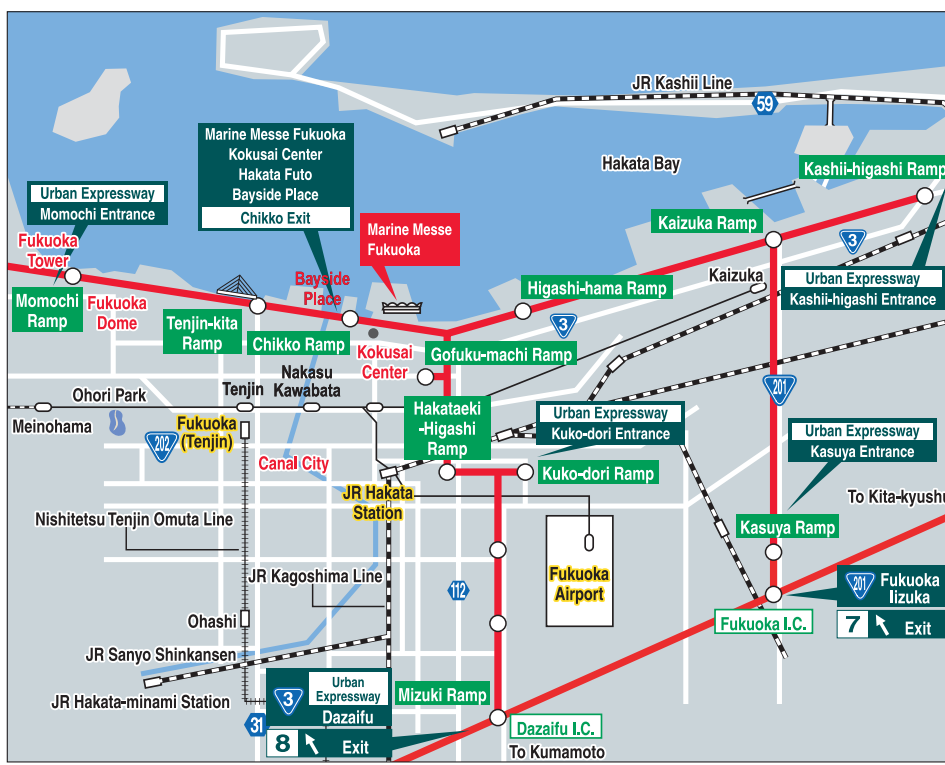 JR Kashii Line
59
Marine Messe Fukuoka
Kokusai Center
Hakata Futo
Bayside Place
Chikko Exit
Hakata Bay
Kashii-higashi Ramp
Urban Expressway
Momochi Entrance
Marine Messe
Fukuoka
Kaizuka Ramp
3
Fukuoka
Tower
Kaizuka
Urban Expressway
Kashii-higashi Entrance
Bayside
Place
Higashi-hama Ramp
Momochi
Ramp
Fukuoka
Dome
Tenjin-kita
Ramp
Chikko Ramp
3
Kokusai
Center
Gofuku-machi Ramp
Nakasu
Kawabata
Tenjin
Ohori Park
201
Meinohama
Hakataeki
-Higashi
Ramp
Urban Expressway
Kuko-dori Entrance
Fukuoka
(Tenjin)
202
Urban Expressway
Kasuya Entrance
Canal City
Kuko-dori Ramp
JR Hakata
Station
To Kita-kyushu
Nishitetsu Tenjin Omuta Line
Kasuya Ramp
JR Kagoshima Line
112
Fukuoka
Airport
201
Fukuoka
Iizuka
7
Exit
Ohashi
Fukuoka I.C.
JR Sanyo Shinkansen
JR Hakata-minami Station
3
Urban
Expressway
Dazaifu
8
Exit
31
Mizuki Ramp
Dazaifu I.C.
To Kumamoto